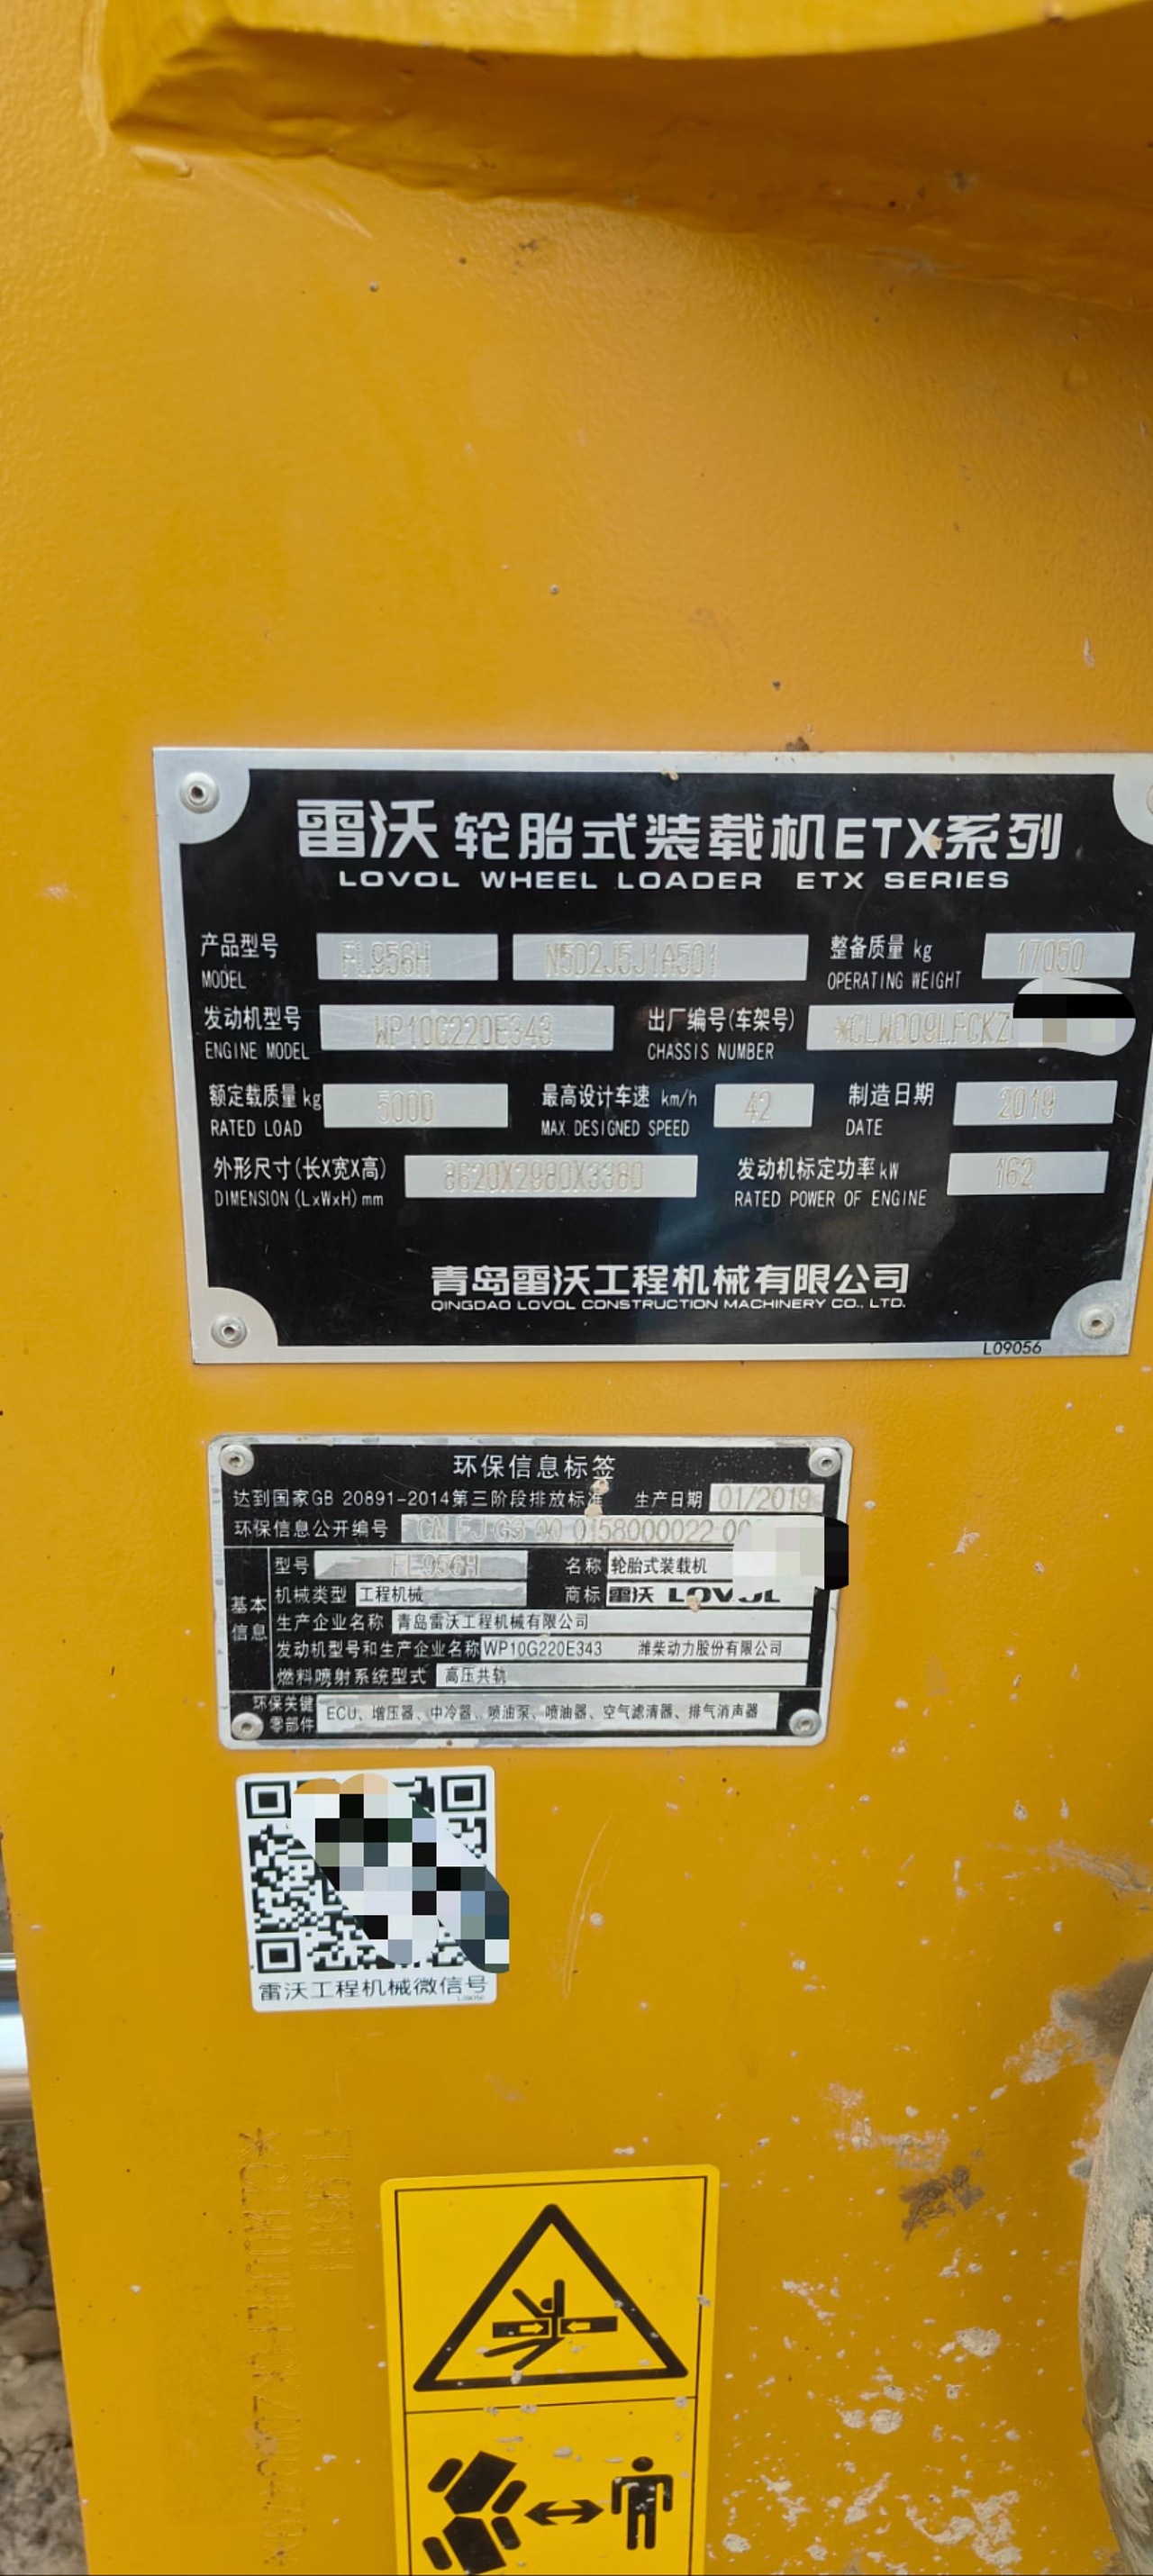 雷沃 轮胎式装载机ETX系列
LOVOL WHEEL LOADER ETX SERIES
产品型号 FL956H N5D2J5J1A501 整备质量 kg 17050
MODEL OPERATING WEIGHT
发动机型号 WP10G220E343 出厂编号(车架号)
ENGINE MODEL CHASSIS NUMBER
额定载质量 kg 5000 最高设计车速 km/h 42 制造日期 2019
RATED LOAD MAX.DESIGNED SPEED DATE
外形尺寸(长X宽X高) 8620X2980X3380 发动机标定功率 kW 162
DIMENSION(LxWxH)mm RATED POWER OF ENGINE
青岛雷沃工程机械有限公司
QINGDAO LOVOL CONSTRUCTION MACHINERY CO., LTD.
L09056
环保信息标签
达到国家GB 20891-2014第三阶段排放标准 生产日期 01/2019
环保信息公开编号
基本信息
型号 FL956H 名称 轮胎式装载机
机械类型 工程机械 商标 雷沃 LOVOL
生产企业名称 青岛雷沃工程机械有限公司
发动机型号和生产企业名称 WP10G220E343 潍柴动力股份有限公司
燃料喷射系统型式 高压共轨
环保关键零部件 ECU、增压器、中冷器、喷油泵、喷油器、空气滤清器、排气消声器
雷沃工程机械微信号